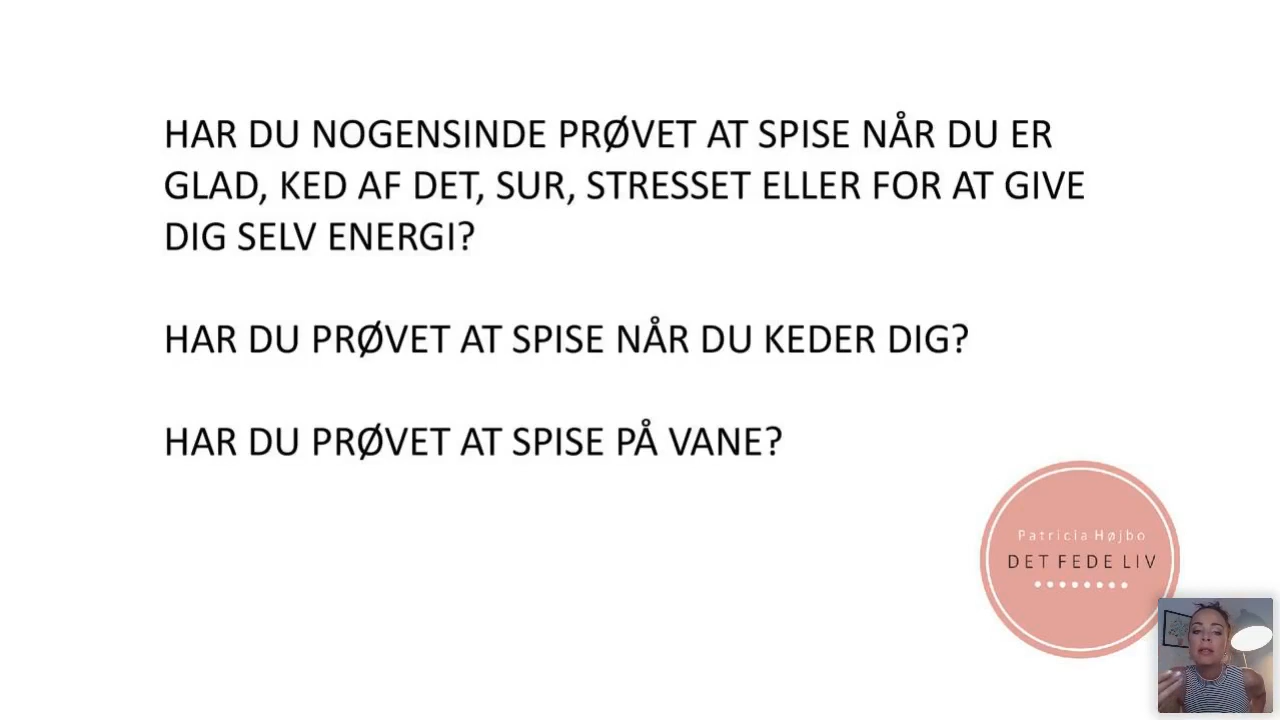 HAR DU NOGENSINDE PRØVET AT SPISE NÅR DU ER
GLAD, KED AF DET, SUR, STRESSET ELLER FOR AT GIVE
DIG SELV ENERGI?
HAR DU PRØVET AT SPISE NÅR DU KEDER DIG?
HAR DU PRØVET AT SPISE PÅ VANE?
Patricia Højbo
DET FEDE LIV